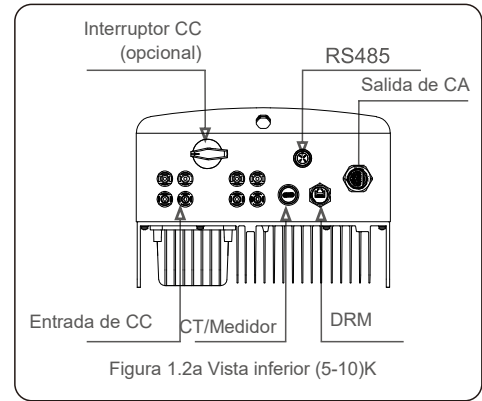 Interruptor CC
(opcional)
RS485
Salida de CA
Entrada de CC
CT/Medidor
DRM
Figura 1.2a Vista inferior (5-10)K